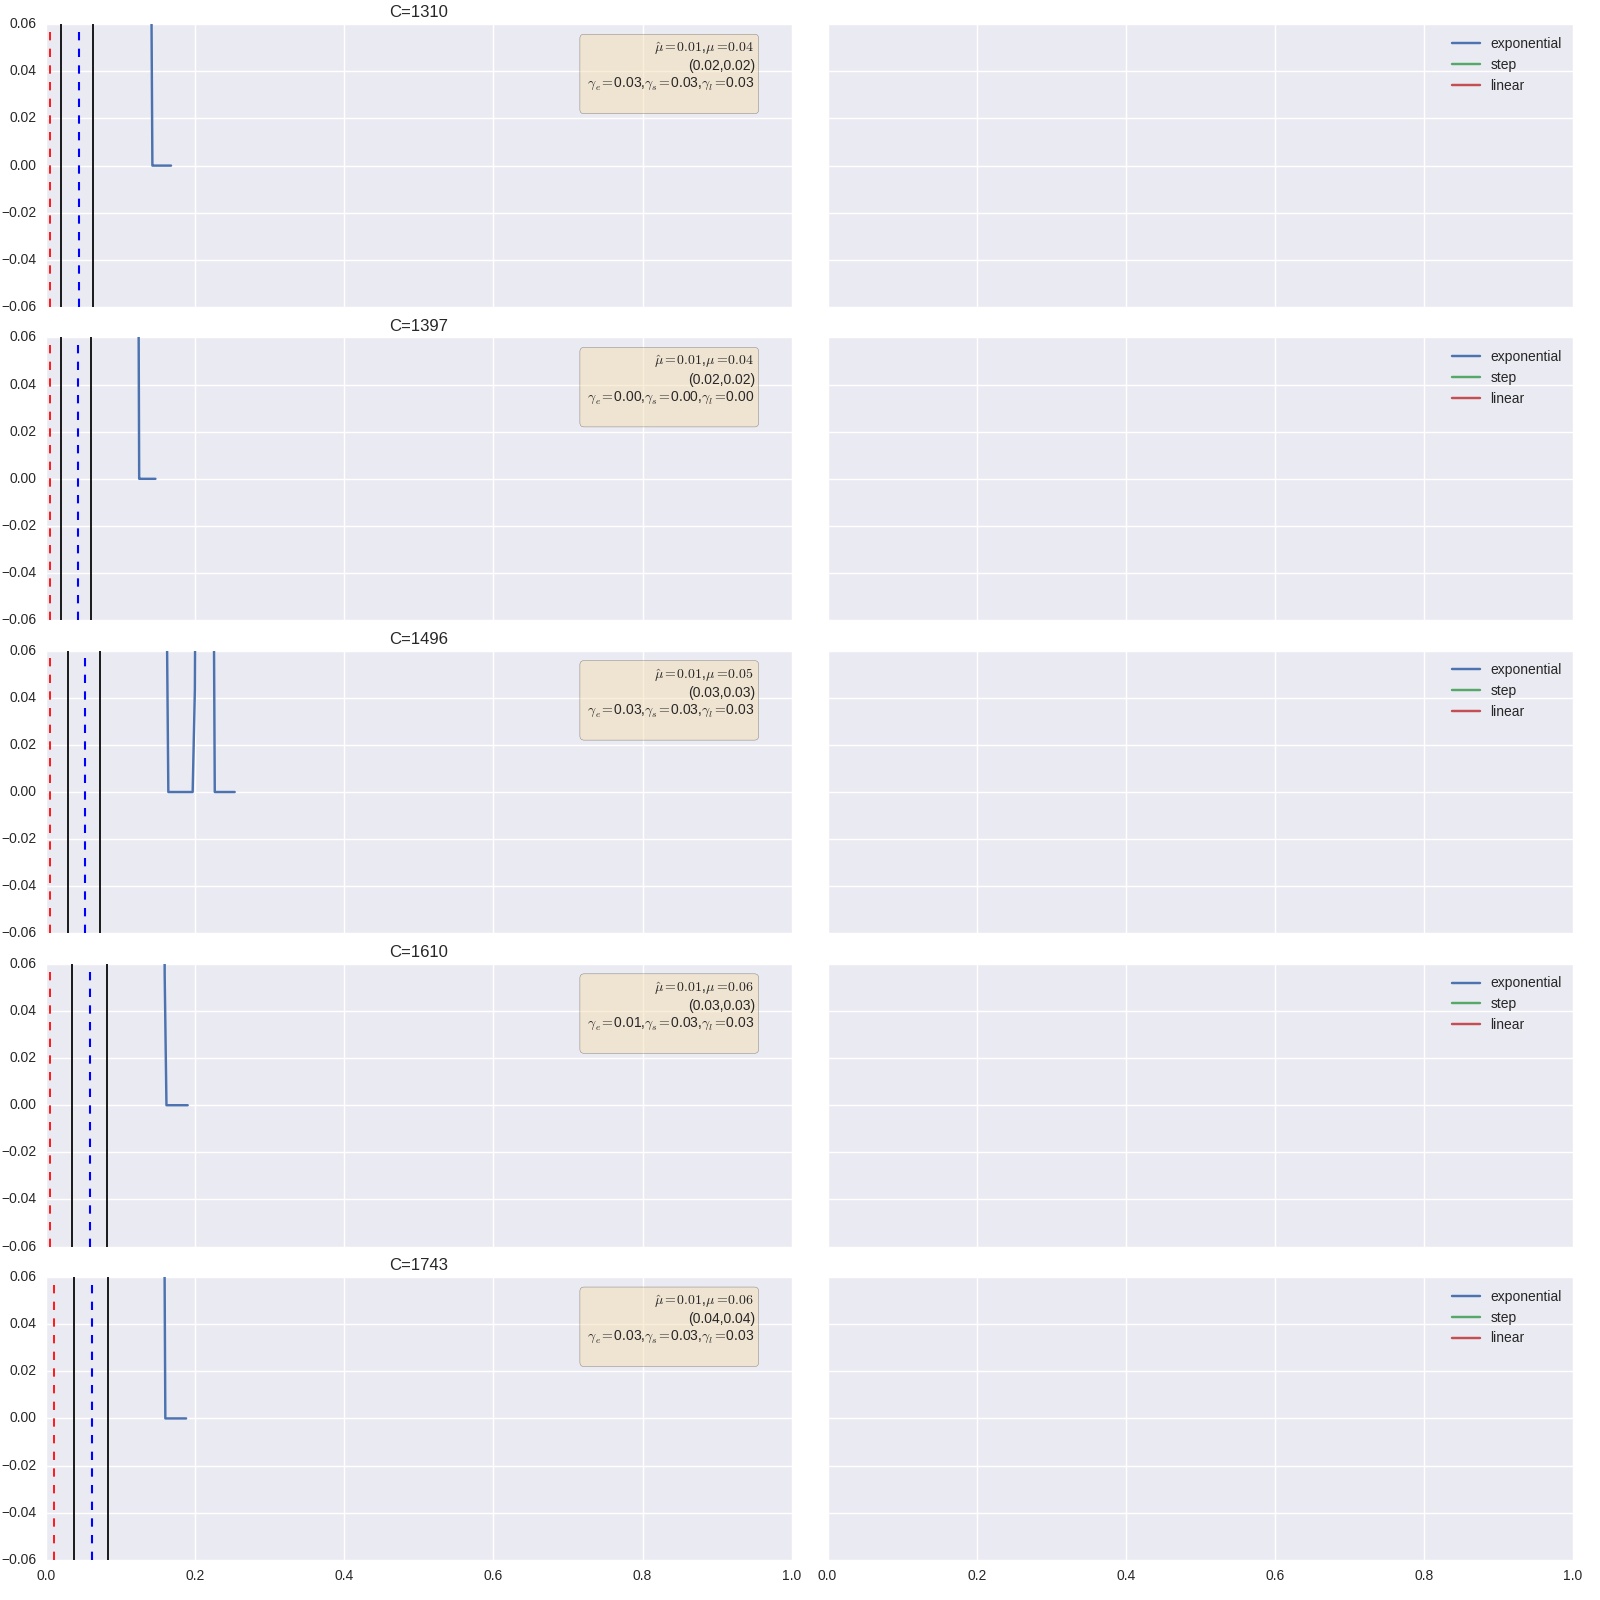 C=1310
0.06
0.04
0.02
0.00
−0.02
−0.04
−0.06
μ̂=0.01,μ=0.04
(0.02,0.02)
γₑ=0.03,γₛ=0.03,γₗ=0.03
exponential
step
linear
C=1397
0.06
0.04
0.02
0.00
−0.02
−0.04
−0.06
μ̂=0.01,μ=0.04
(0.02,0.02)
γₑ=0.00,γₛ=0.00,γₗ=0.00
exponential
step
linear
C=1496
0.06
0.04
0.02
0.00
−0.02
−0.04
−0.06
μ̂=0.01,μ=0.05
(0.03,0.03)
γₑ=0.03,γₛ=0.03,γₗ=0.03
exponential
step
linear
C=1610
0.06
0.04
0.02
0.00
−0.02
−0.04
−0.06
μ̂=0.01,μ=0.06
(0.03,0.03)
γₑ=0.01,γₛ=0.03,γₗ=0.03
exponential
step
linear
C=1743
0.06
0.04
0.02
0.00
−0.02
−0.04
−0.06
μ̂=0.01,μ=0.06
(0.04,0.04)
γₑ=0.03,γₛ=0.03,γₗ=0.03
exponential
step
linear
0.0 0.2 0.4 0.6 0.8 1.0
0.0 0.2 0.4 0.6 0.8 1.0